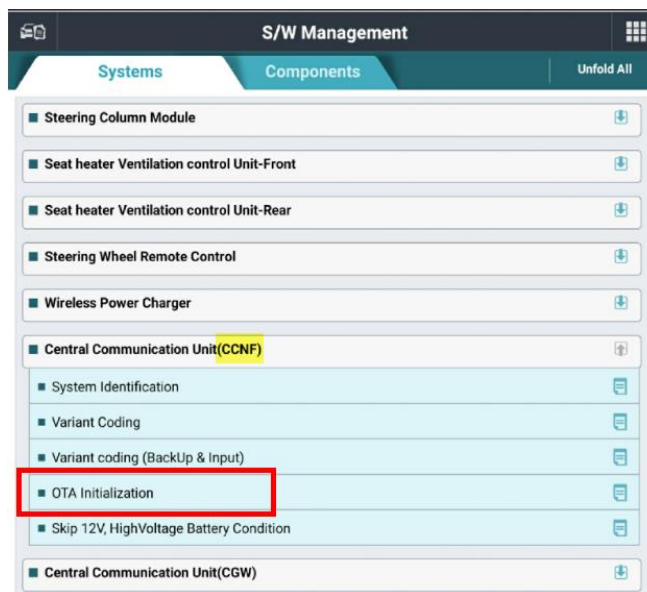 S/W Management
Systems
Components
Unfold All
Steering Column Module
Seat heater Ventilation control Unit-Front
Seat heater Ventilation control Unit-Rear
Steering Wheel Remote Control
Wireless Power Charger
Central Communication Unit(CCNF)
System Identification
Variant Coding
Variant coding (BackUp & Input)
OTA Initialization
Skip 12V, HighVoltage Battery Condition
Central Communication Unit(CGW)